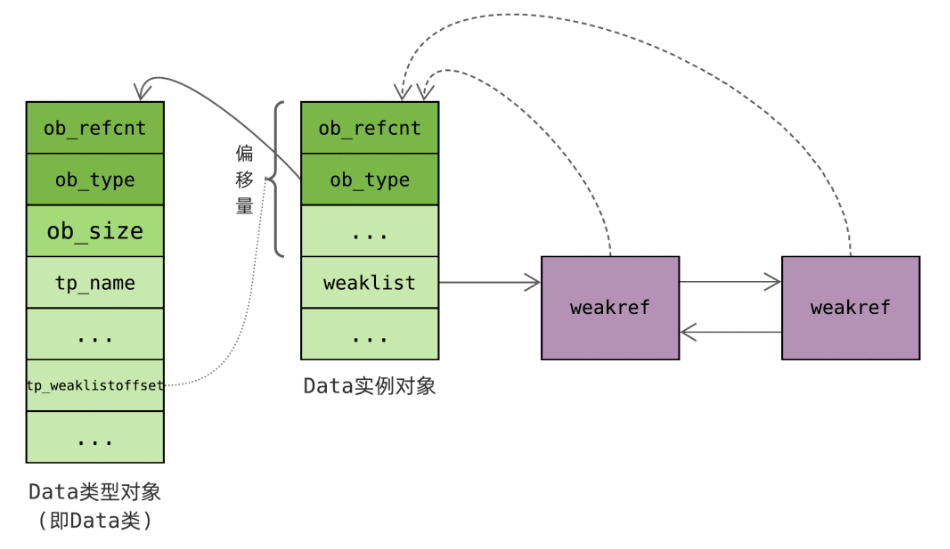 ob_refcnt
ob_type
ob_size
tp_name
...
tp_weaklistoffset
...
Data类型对象
(即Data类)
偏
移
量
ob_refcnt
ob_type
...
weaklist
...
Data实例对象
weakref
weakref